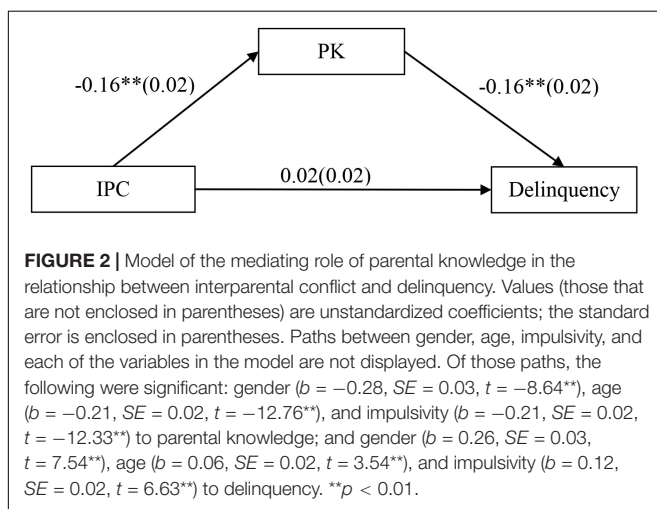 PK
-0.16**(0.02)
-0.16**(0.02)
0.02(0.02)
IPC
Delinquency
FIGURE 2 | Model of the mediating role of parental knowledge in the
relationship between interparental conflict and delinquency. Values (those that
are not enclosed in parentheses) are unstandardized coefficients; the standard
error is enclosed in parentheses. Paths between gender, age, impulsivity, and
each of the variables in the model are not displayed. Of those paths, the
following were significant: gender (b = −0.28, SE = 0.03, t = −8.64**), age
(b = −0.21, SE = 0.02, t = −12.76**), and impulsivity (b = −0.21, SE = 0.02,
t = −12.33**) to parental knowledge; and gender (b = 0.26, SE = 0.03,
t = 7.54**), age (b = 0.06, SE = 0.02, t = 3.54**), and impulsivity (b = 0.12,
SE = 0.02, t = 6.63**) to delinquency. **p < 0.01.